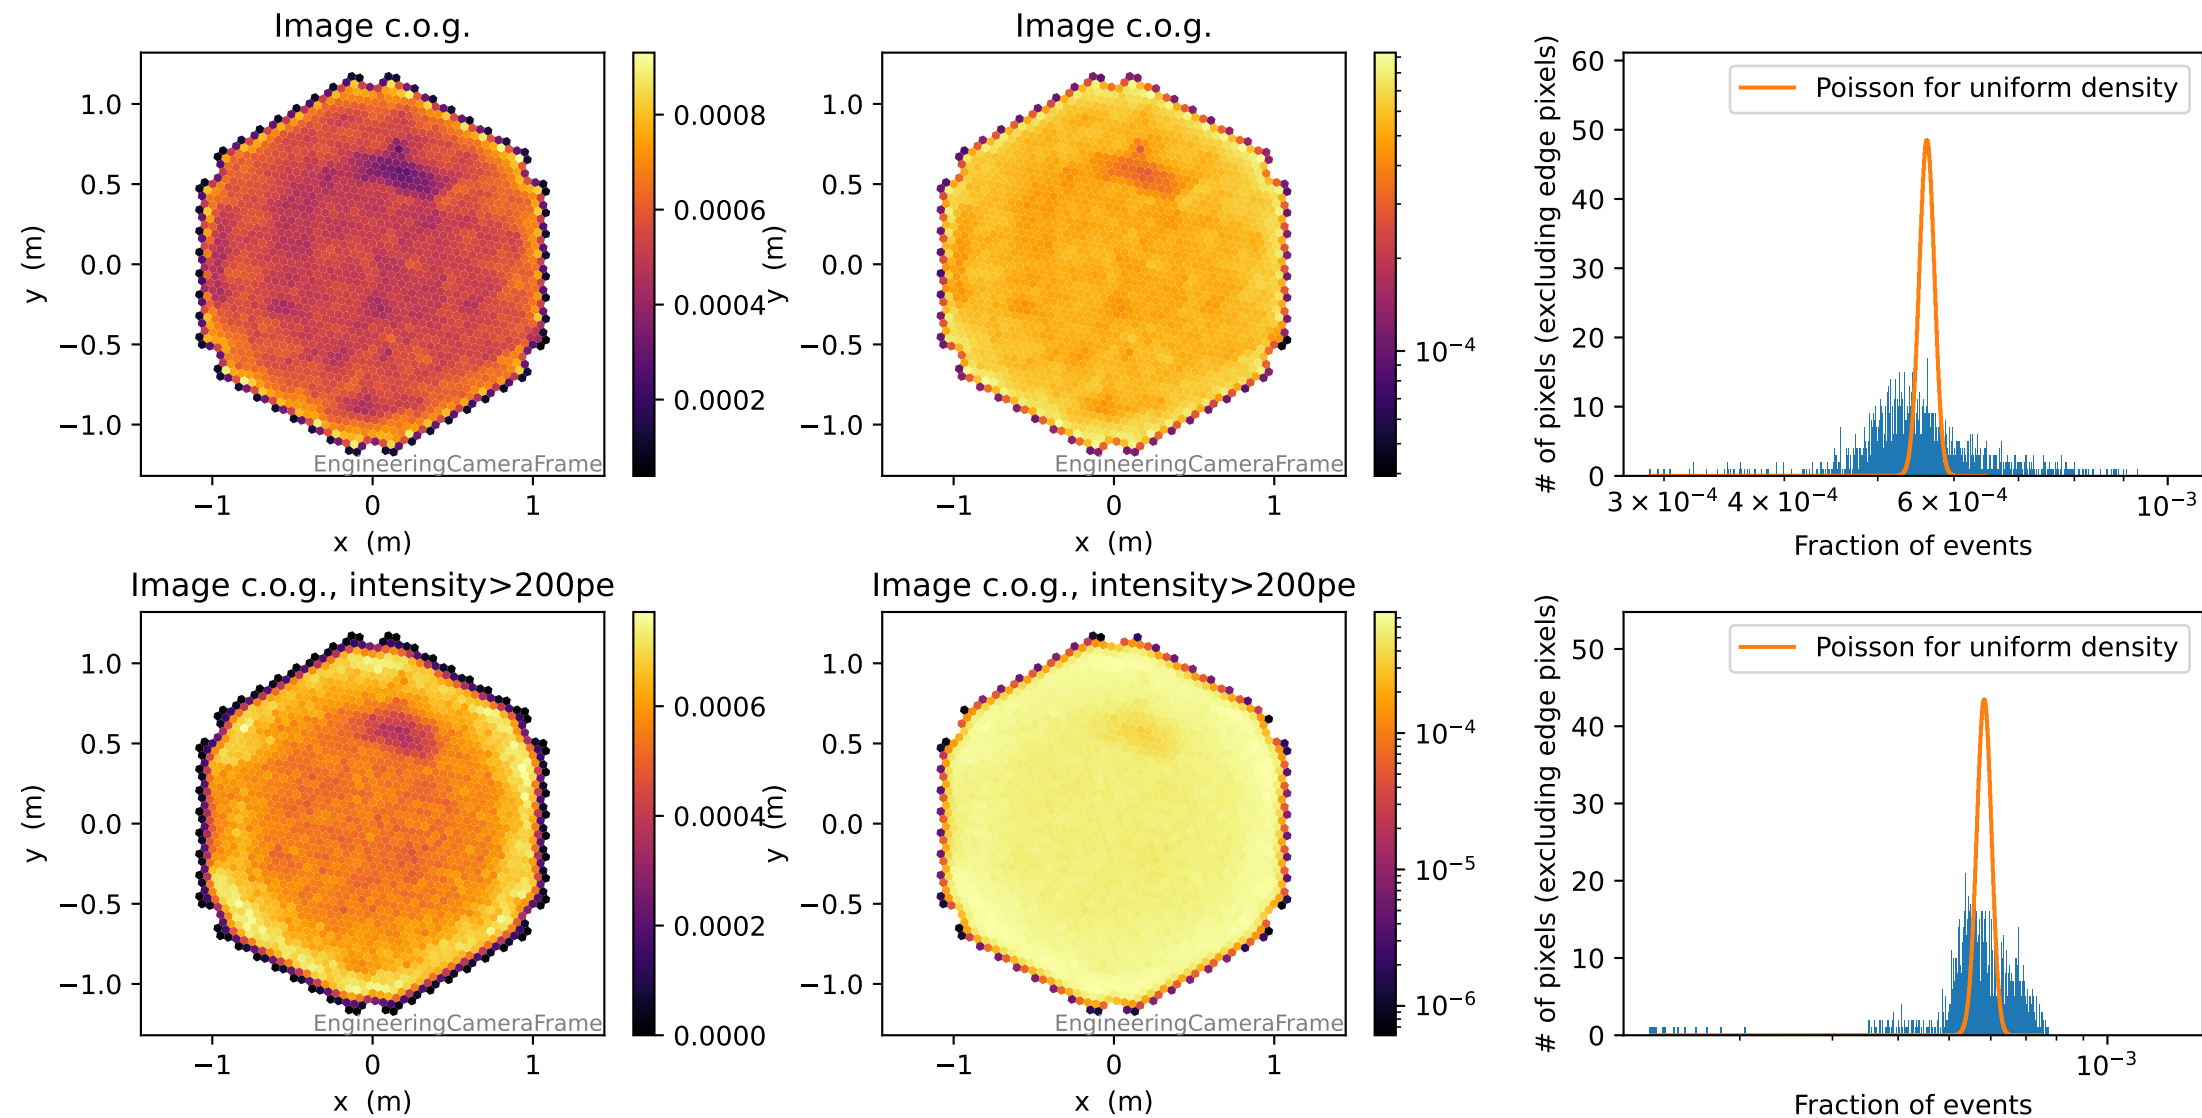 Image c.o.g.
1.0
0.5
0.0
−0.5
−1.0
y (m)
EngineeringCameraFrame
−1
0
1
x (m)
0.0008
0.0006
0.0004
0.0002
Image c.o.g.
1.0
0.5
0.0
−0.5
−1.0
y (m)
EngineeringCameraFrame
−1
0
1
x (m)
10−4
60
50
40
30
20
10
0
# of pixels (excluding edge pixels)
Poisson for uniform density
3 × 10−4
4 × 10−4
6 × 10−4
10−3
Fraction of events
Image c.o.g., intensity>200pe
1.0
0.5
0.0
−0.5
−1.0
y (m)
EngineeringCameraFrame
−1
0
1
x (m)
0.0006
0.0004
0.0002
0.0000
Image c.o.g., intensity>200pe
1.0
0.5
0.0
−0.5
−1.0
y (m)
EngineeringCameraFrame
−1
0
1
x (m)
10−4
10−5
10−6
50
40
30
20
10
0
# of pixels (excluding edge pixels)
Poisson for uniform density
10−3
Fraction of events